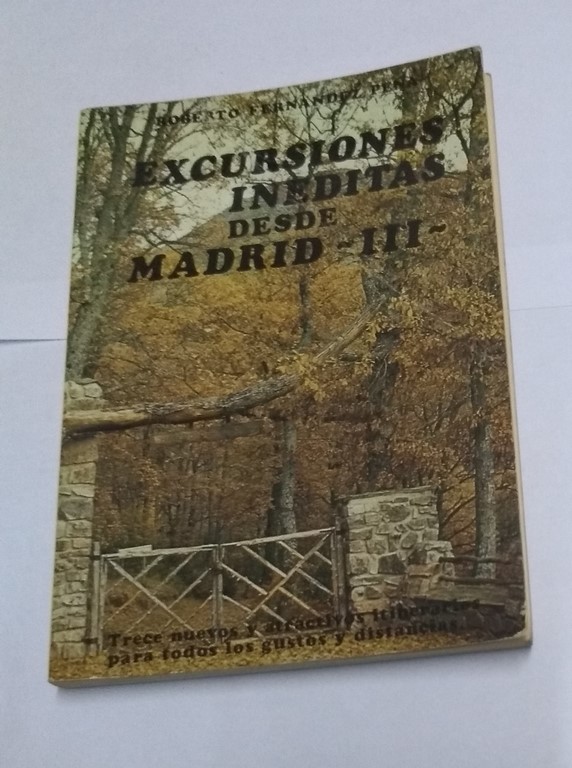 ROBERTO FERNANDEZ PEÑA
EXCURSIONES
INEDITAS
DESDE
MADRID -III-
Trece nuevos y atractivos itinerarios
para todos los gustos y distancias.